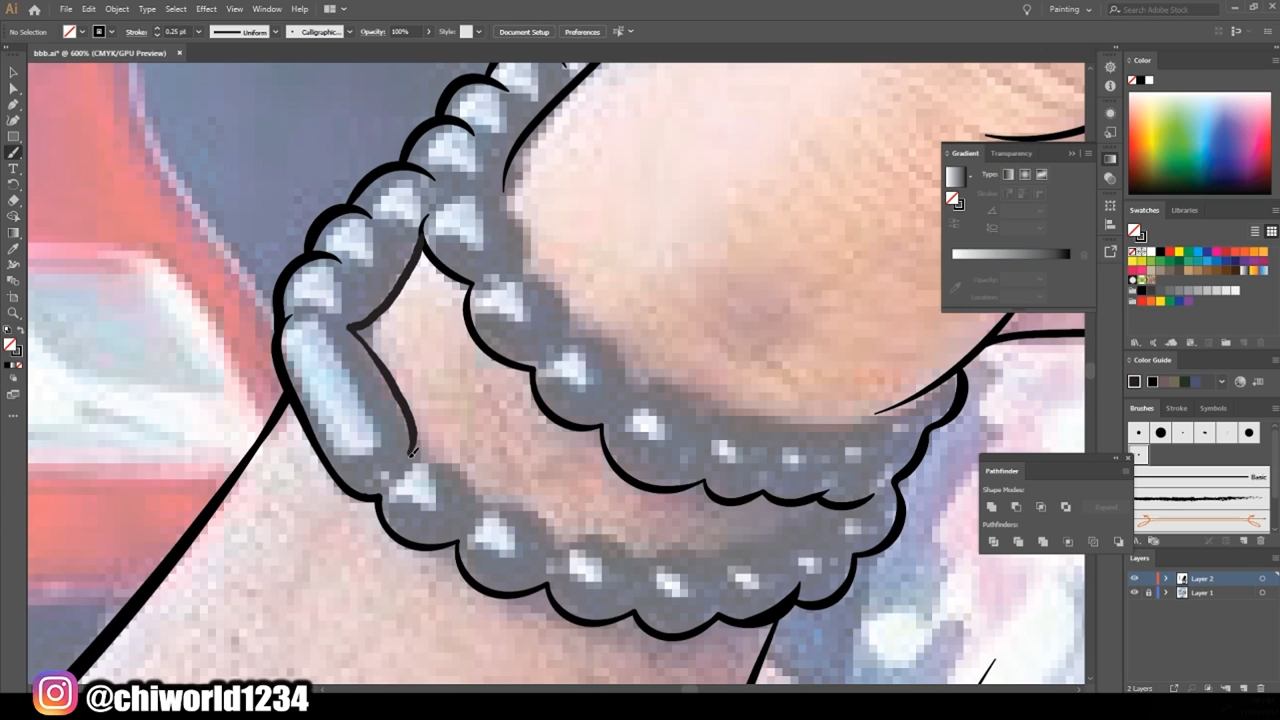 Ai File Edit Object Type Select Effect View Window Help
Painting
Search Adobe Stock
No Selection Stroke: 0.25 pt Uniform Calligraphic... Opacity: 100% Style: Document Setup Preferences
bbb.ai* @ 600% (CMYK/GPU Preview)
Color
Gradient Transparency
Type:
Stroke:
Opacity:
Location:
Swatches Libraries
Color Guide
Brushes Stroke Symbols
Basic
Pathfinder
Shape Modes:
Expand
Pathfinders:
Layers
Layer 2
Layer 1
2 Layers
@chiworld1234